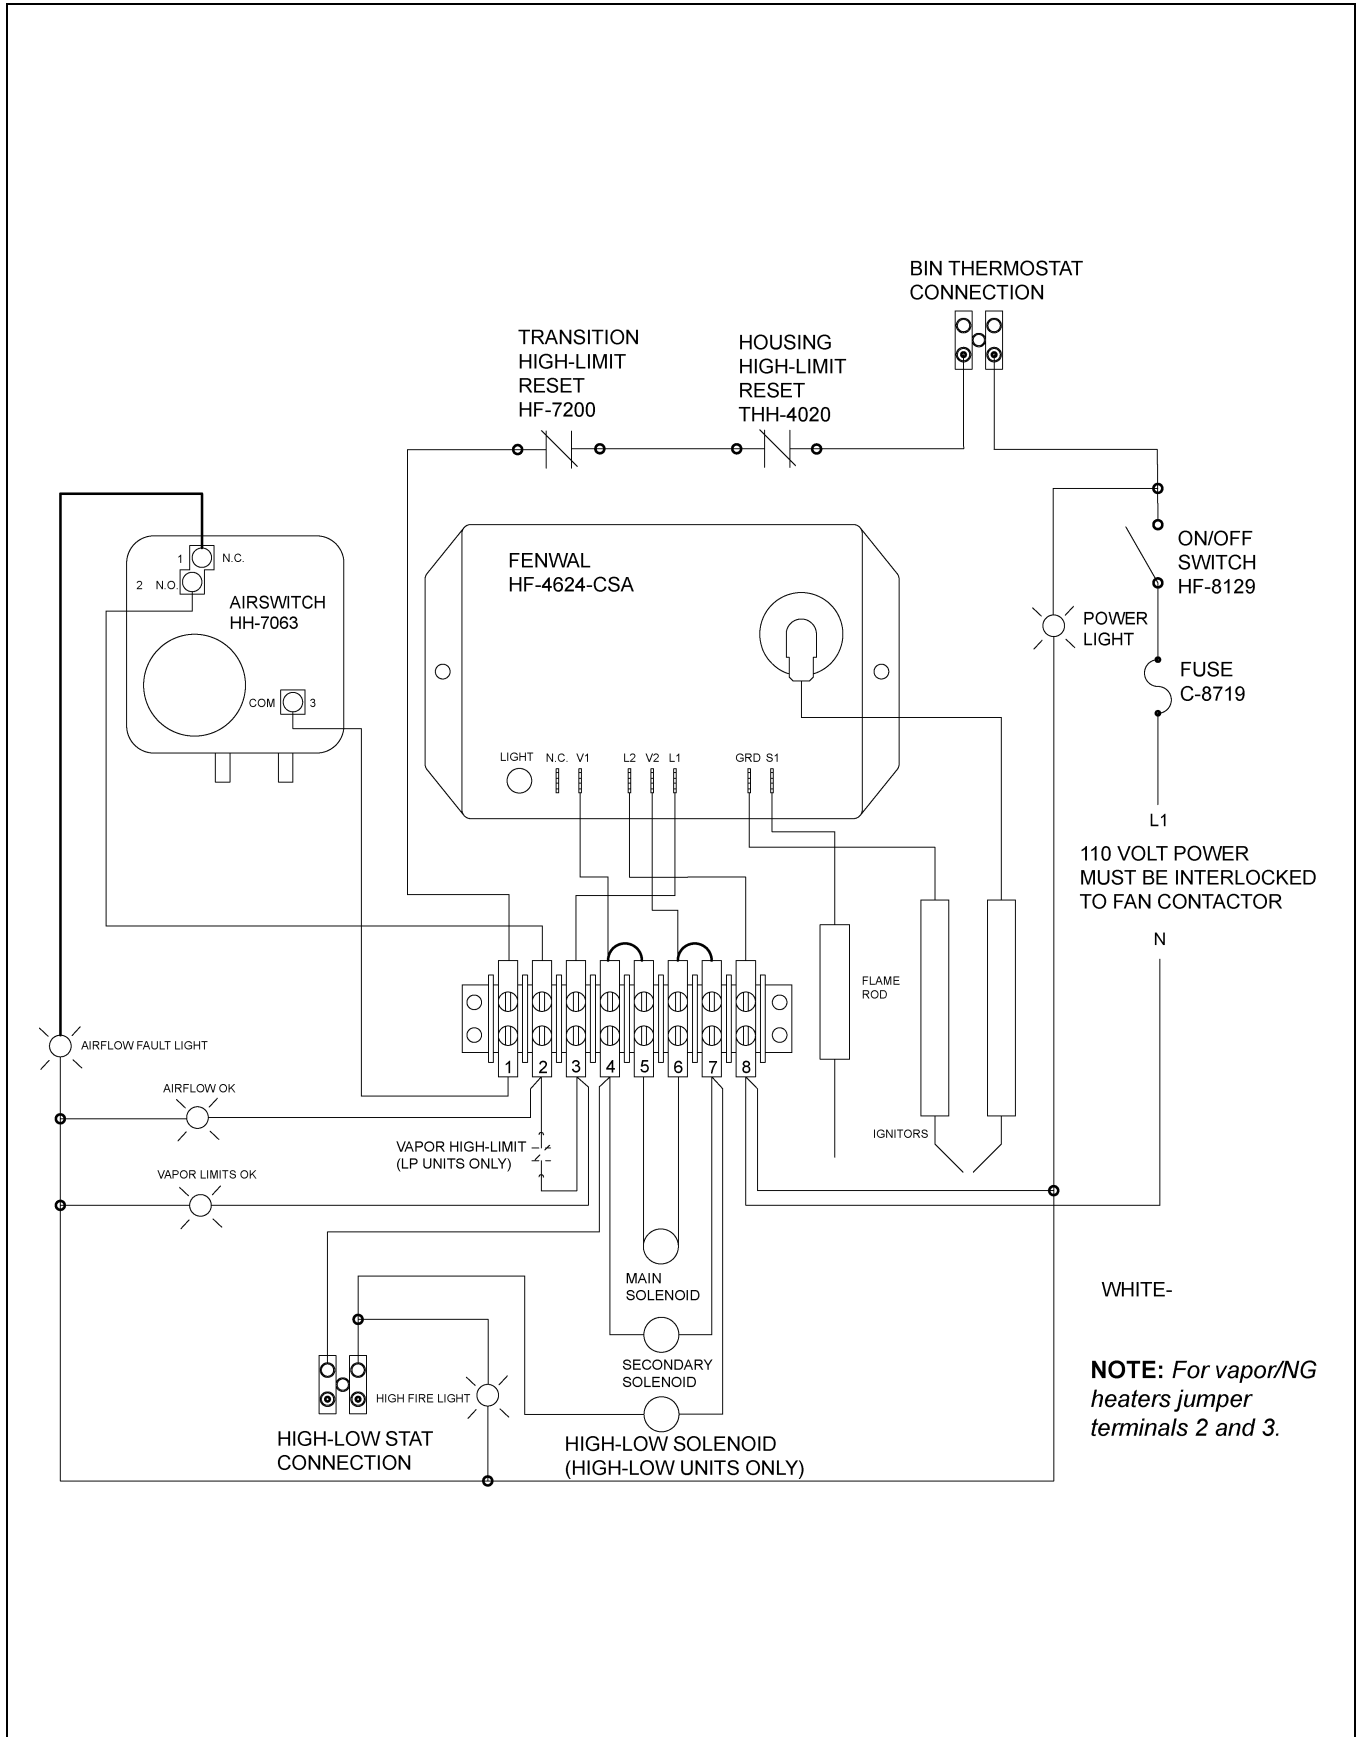 BIN THERMOSTAT
CONNECTION
TRANSITION
HIGH-LIMIT
RESET
HF-7200
HOUSING
HIGH-LIMIT
RESET
THH-4020
1
N.C.
2
N.O.
AIRSWITCH
HH-7063
COM
3
FENWAL
HF-4624-CSA
LIGHT
N.C.
V1
L2
V2
L1
GRD
S1
ON/OFF
SWITCH
HF-8129
POWER
LIGHT
FUSE
C-8719
L1
110 VOLT POWER
MUST BE INTERLOCKED
TO FAN CONTACTOR
N
FLAME
ROD
IGNITORS
1
2
3
4
5
6
7
8
AIRFLOW FAULT LIGHT
AIRFLOW OK
VAPOR HIGH-LIMIT
(LP UNITS ONLY)
VAPOR LIMITS OK
MAIN
SOLENOID
SECONDARY
SOLENOID
HIGH FIRE LIGHT
HIGH-LOW STAT
CONNECTION
HIGH-LOW SOLENOID
(HIGH-LOW UNITS ONLY)
WHITE-
NOTE: For vapor/NG
heaters jumper
terminals 2 and 3.